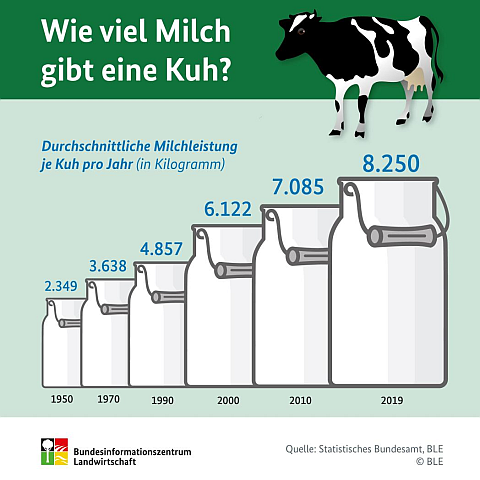 Wie viel Milch
gibt eine Kuh?
Durchschnittliche Milchleistung
je Kuh pro Jahr (in Kilogramm)
2.349
3.638
4.857
6.122
7.085
8.250
1950
1970
1990
2000
2010
2019
Bundesinformationszentrum
Landwirtschaft
Quelle: Statistisches Bundesamt, BLE
© BLE